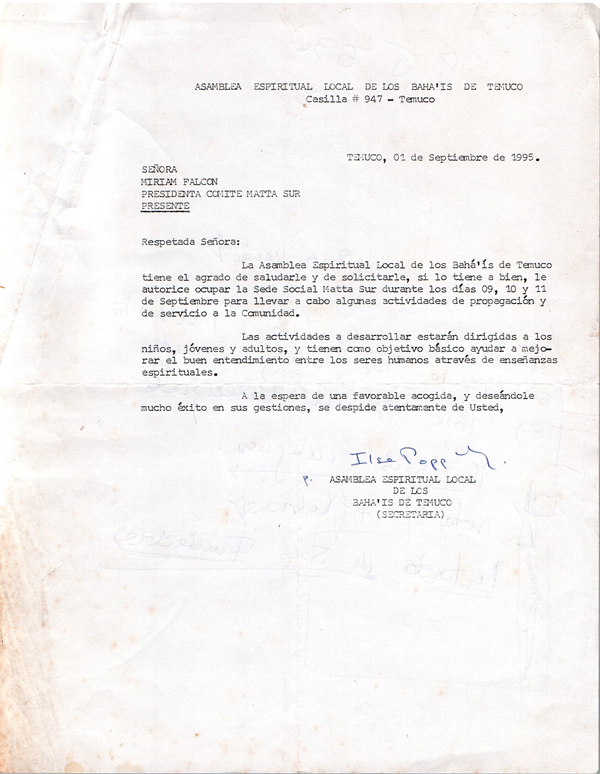 ASAMBLEA ESPIRITUAL LOCAL DE LOS BAHA'IS DE TEMUCO
Casilla # 947 - Temuco
TEMUCO, 01 de Septiembre de 1995.
SEÑORA
MIRIAM FALCON
PRESIDENTA COMITE MATTA SUR
PRESENTE
Respetada Señora:
La Asamblea Espiritual Local de los Bahá'ís de Temuco
tiene el agrado de saludarle y de solicitarle, si lo tiene a bien, le
autorice ocupar la Sede Social Matta Sur durante los días 09, 10 y 11
de Septiembre para llevar a cabo algunas actividades de propagación y
de servicio a la Comunidad.
Las actividades a desarrollar estarán dirigidas a los
niños, jóvenes y adultos, y tienen como objetivo básico ayudar a mejo-
rar el buen entendimiento entre los seres humanos através de enseñanzas
espirituales.
A la espera de una favorable acogida, y deseándole
mucho éxito en sus gestiones, se despide atentamente de Usted,
Ilse Popp
p. ASAMBLEA ESPIRITUAL LOCAL
DE LOS
BAHA'IS DE TEMUCO
(SECRETARIA)